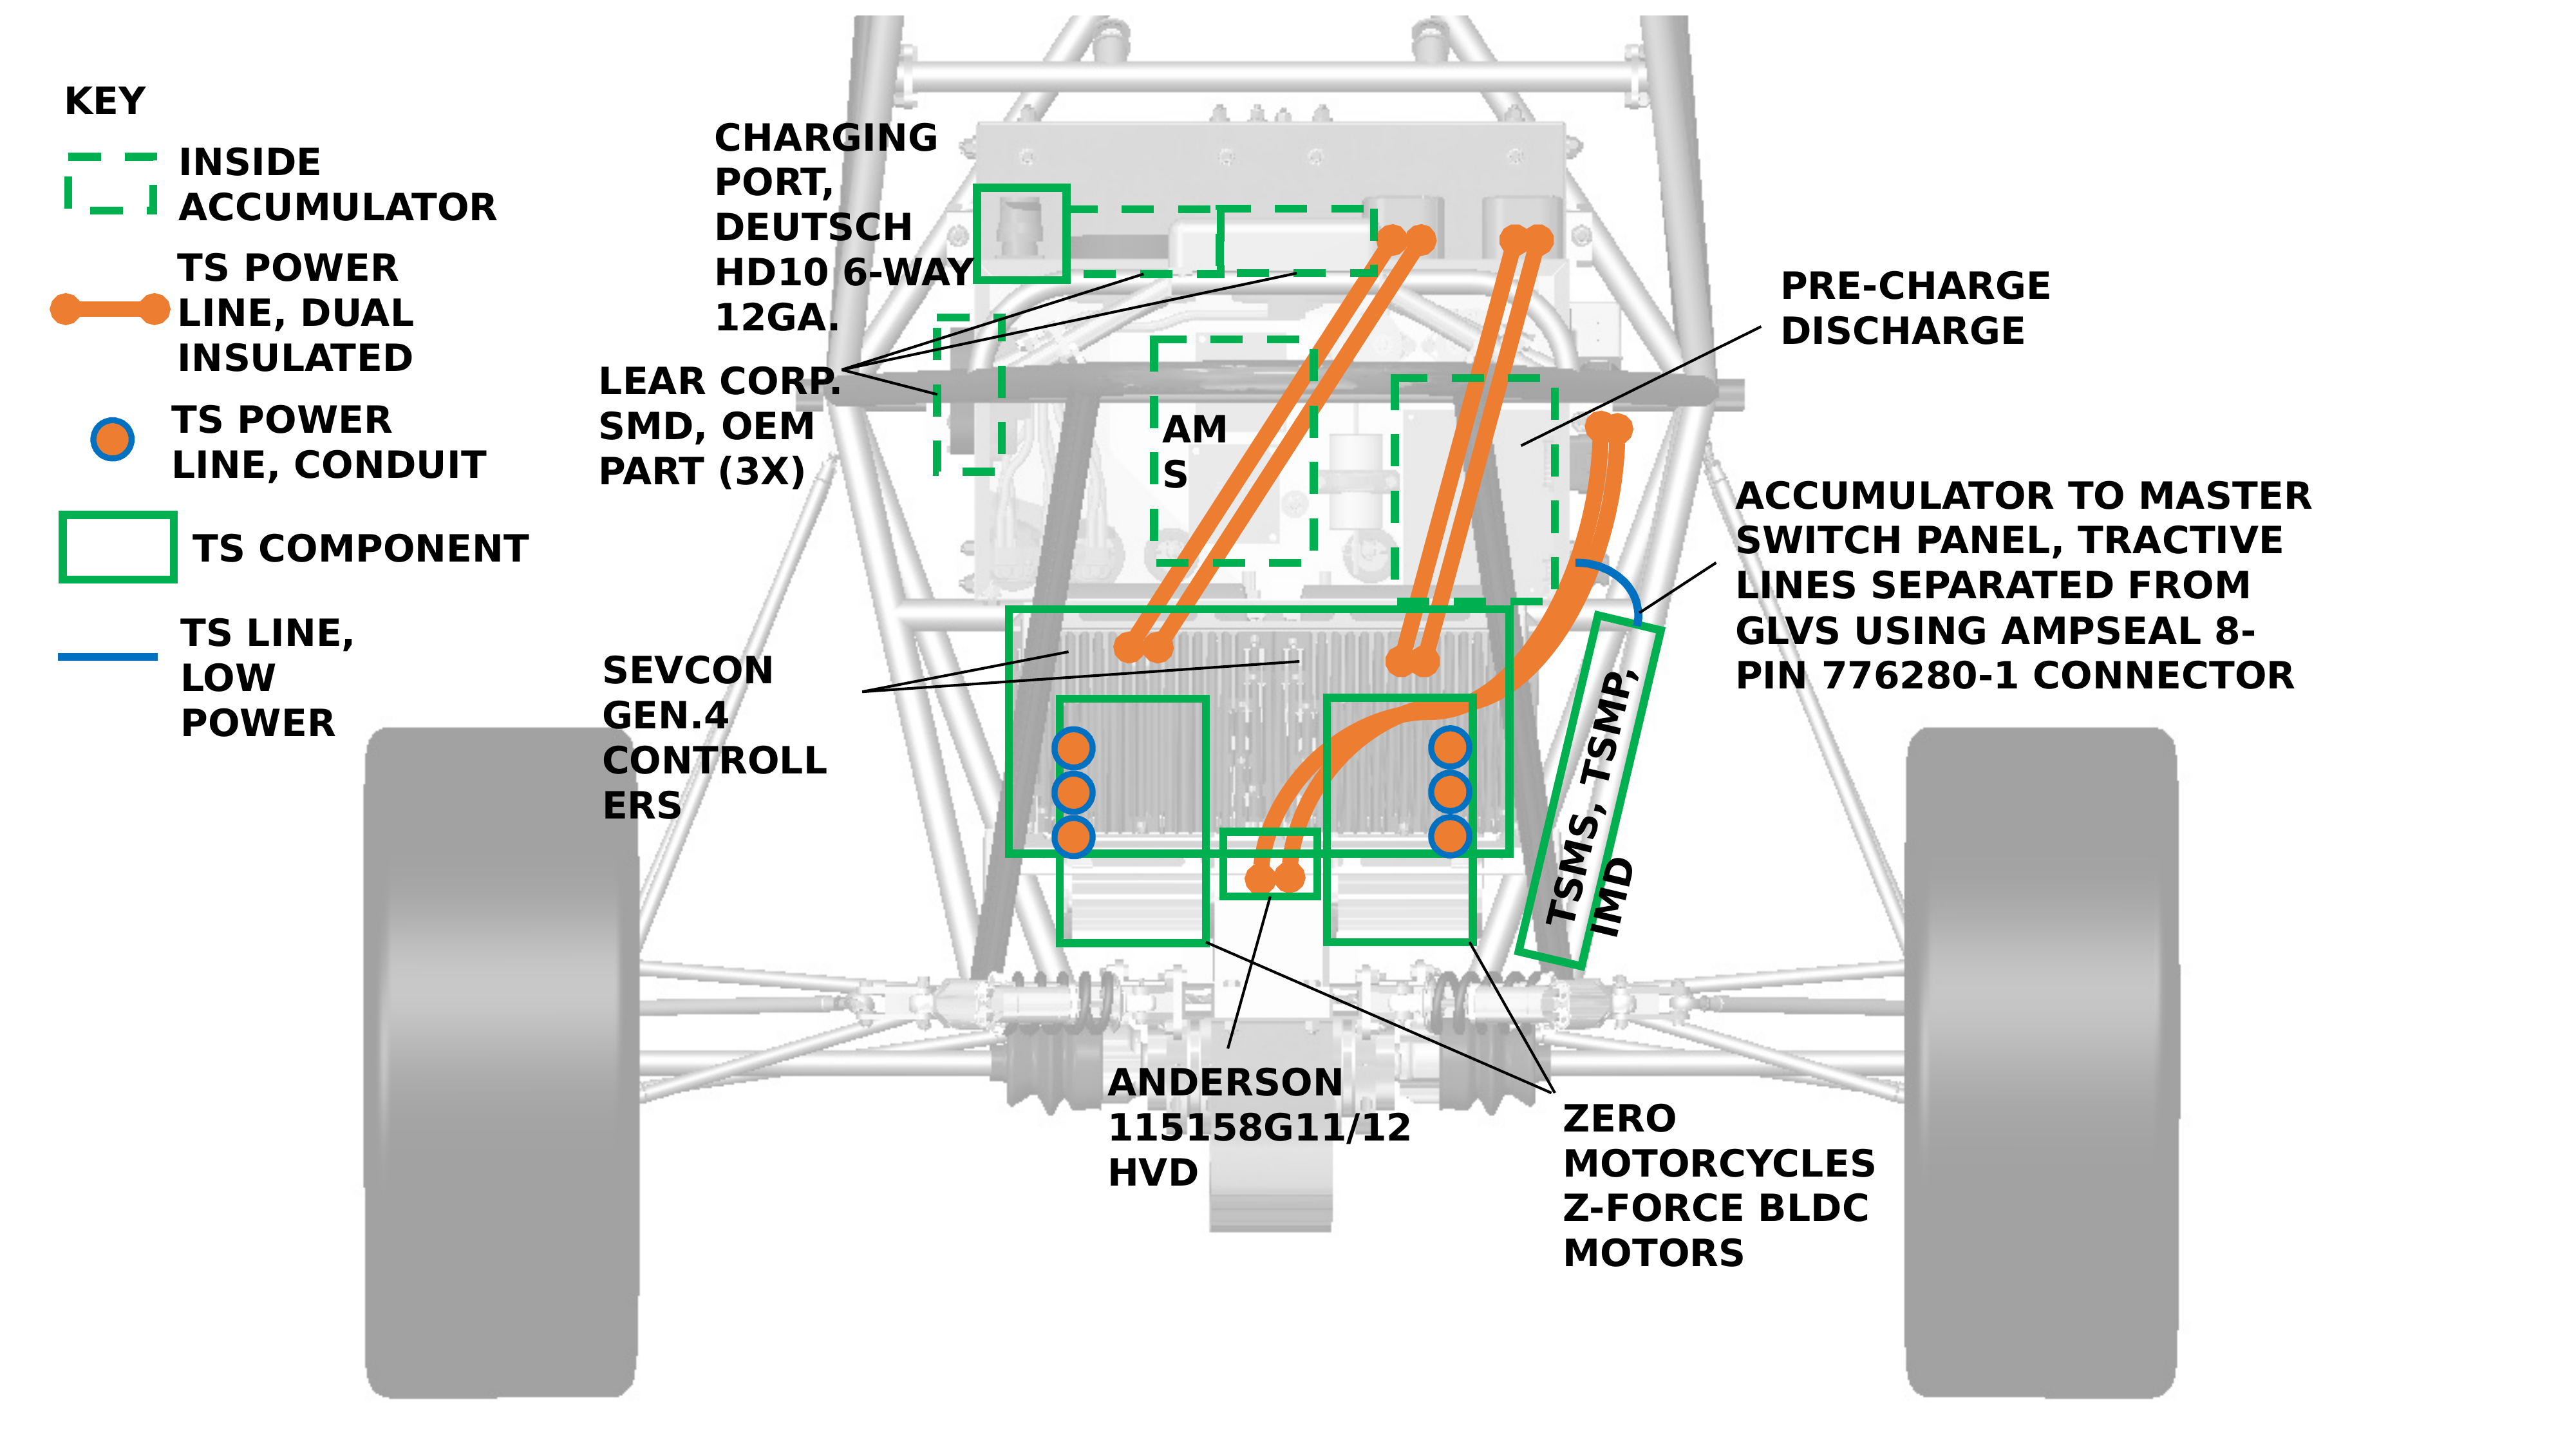 KEY
INSIDE
ACCUMULATOR
TS POWER
LINE, DUAL
INSULATED
TS POWER
LINE, CONDUIT
TS COMPONENT
TS LINE,
LOW
POWER
CHARGING
PORT,
DEUTSCH
HD10 6-WAY
12GA.
LEAR CORP.
SMD, OEM
PART (3X)
AM
S
PRE-CHARGE
DISCHARGE
ACCUMULATOR TO MASTER
SWITCH PANEL, TRACTIVE
LINES SEPARATED FROM
GLVS USING AMPSEAL 8-
PIN 776280-1 CONNECTOR
SEVCON
GEN.4
CONTROLL
ERS
TSMS, TSMP,
IMD
ANDERSON
115158G11/12
HVD
ZERO
MOTORCYCLES
Z-FORCE BLDC
MOTORS